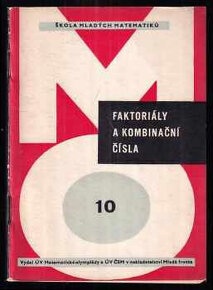 ŠKOLA MLADÝCH MATEMATIKŮ
FAKTORIÁLY
A KOMBINAČNÍ
ČÍSLA
10
Vydal ÚV Matematické olympiády a ÚV ČSM v nakladatelství Mladá fronta